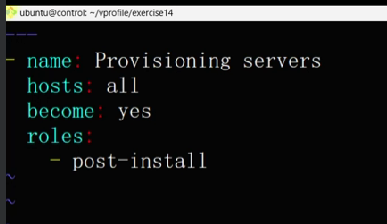 ubuntu@control: ~/vprofile/exercise14
---
- name: Provisioning servers
  hosts: all
  become: yes
  roles:
    - post-install
~
~